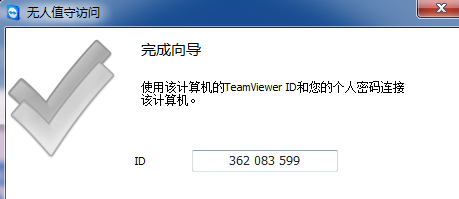 无人值守访问
完成向导
使用该计算机的TeamViewer ID和您的个人密码连接
该计算机。
ID 362 083 599